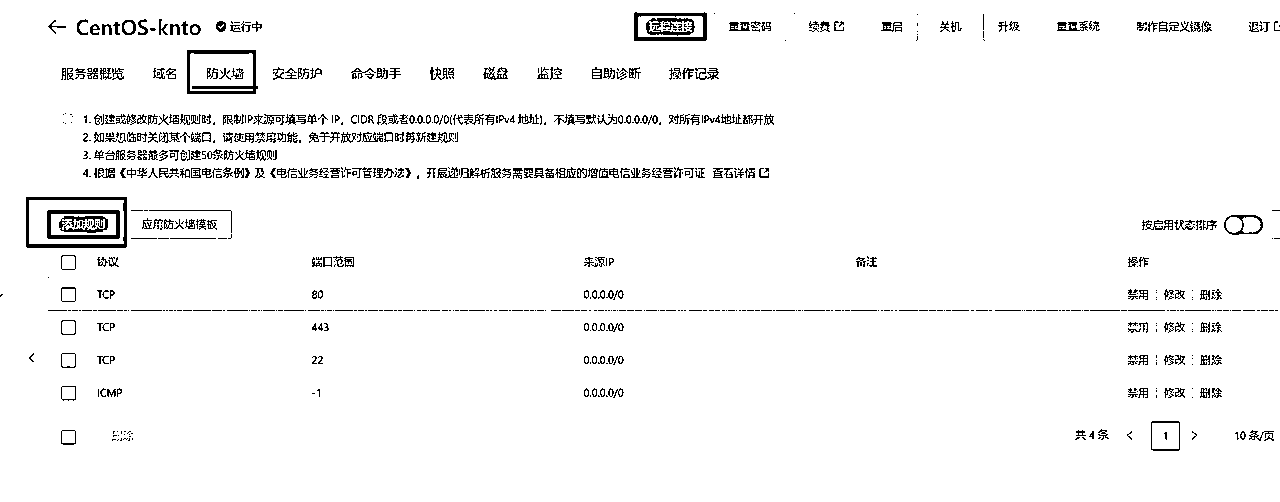 ← CentOS-knto 运行中 远程连接 重置密码 续费 重启 关机 升级 重置系统 制作自定义镜像 退订
服务器概览 域名 防火墙 安全防护 命令助手 快照 磁盘 监控 自助诊断 操作记录
1. 创建或修改防火墙规则时，限制IP来源可填写单个 IP，CIDR 段或者0.0.0.0/0(代表所有IPv4 地址)，不填写默认为0.0.0.0/0，对所有IPv4地址都开放
2. 如果您临时关闭某个端口，请使用禁用功能，免于开放对应端口时再新建规则
3. 单台服务器最多可创建50条防火墙规则
4. 根据《中华人民共和国电信条例》及《电信业务经营许可管理办法》，开展递归解析服务需要具备相应的增值电信业务经营许可证 查看详情
添加规则 应用防火墙模板 按启用状态排序
协议 端口范围 来源IP 备注 操作
TCP 80 0.0.0.0/0 禁用 修改 删除
TCP 443 0.0.0.0/0 禁用 修改 删除
TCP 22 0.0.0.0/0 禁用 修改 删除
ICMP -1 0.0.0.0/0 禁用 修改 删除
删除 共 4 条 < 1 > 10 条/页